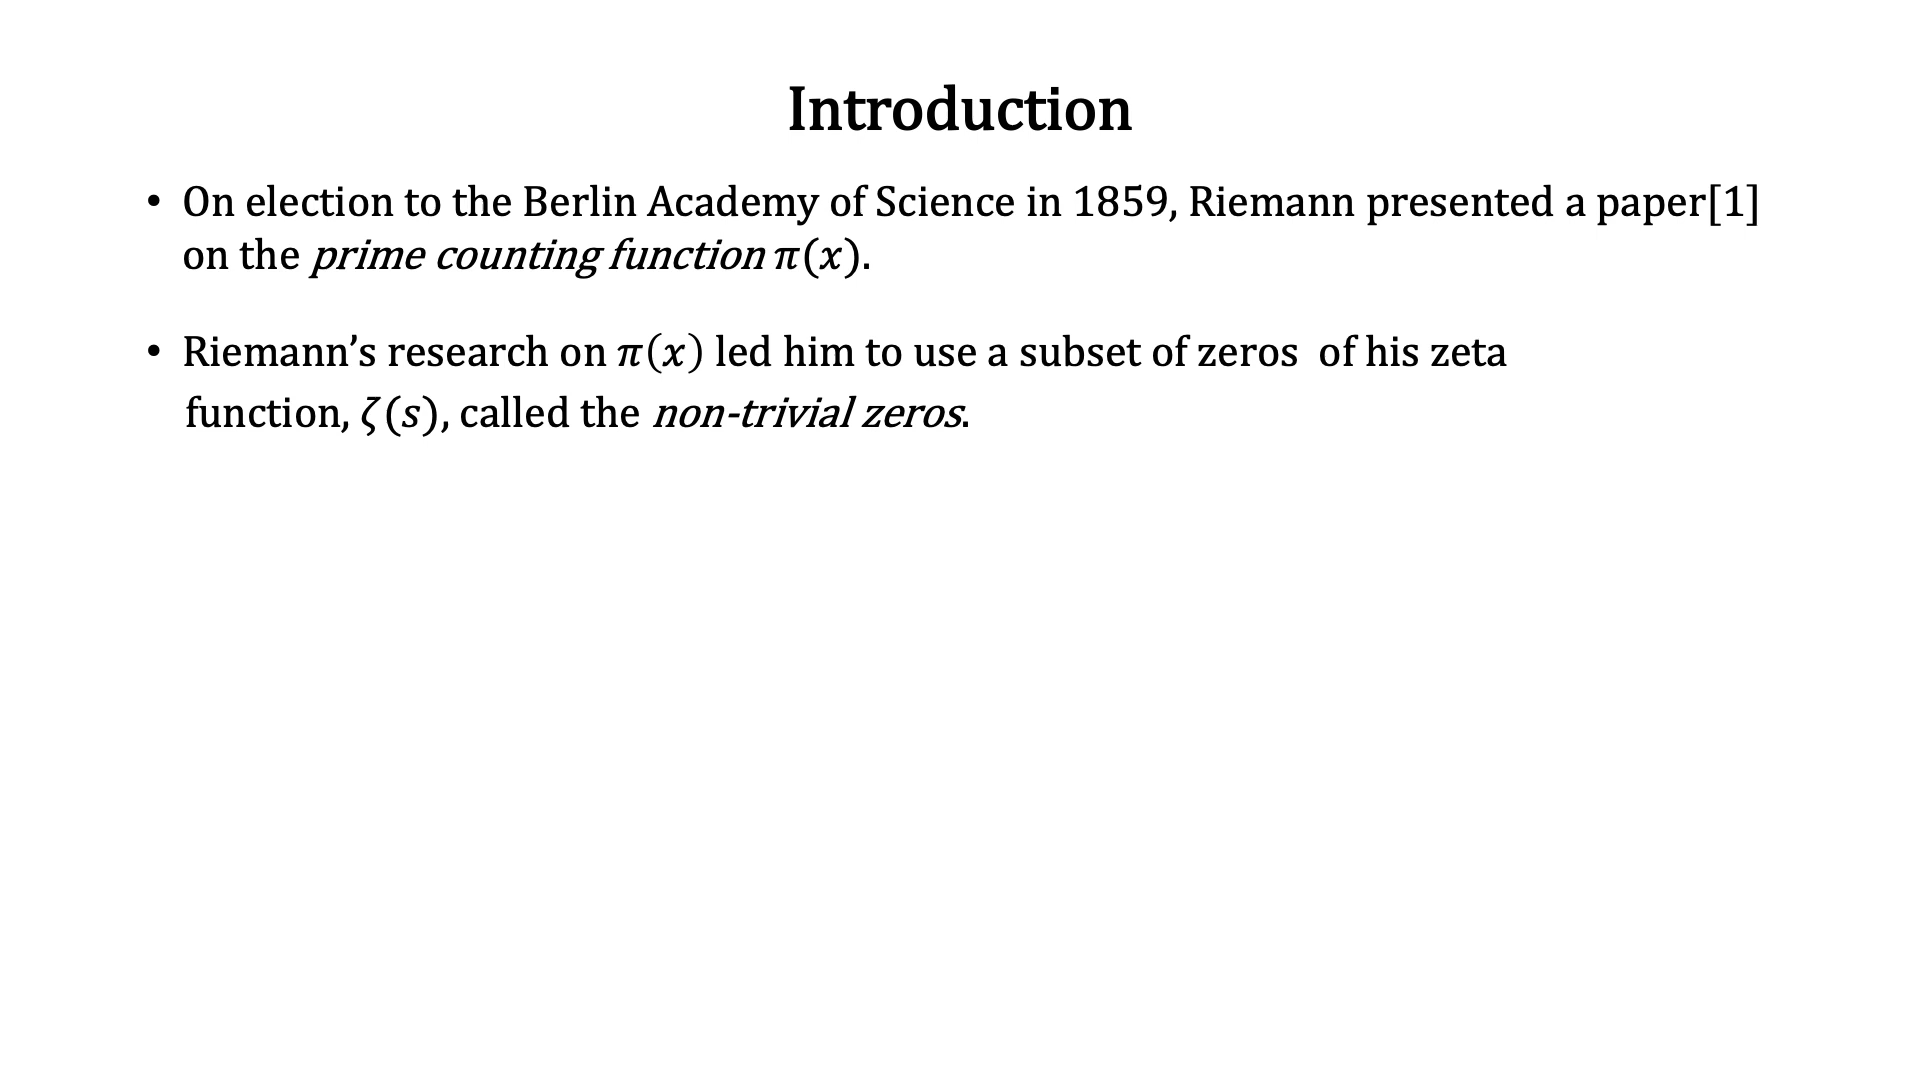 Introduction
• On election to the Berlin Academy of Science in 1859, Riemann presented a paper[1]
on the prime counting function π(x).
• Riemann’s research on π(x) led him to use a subset of zeros  of his zeta
function, ζ(s), called the non-trivial zeros.